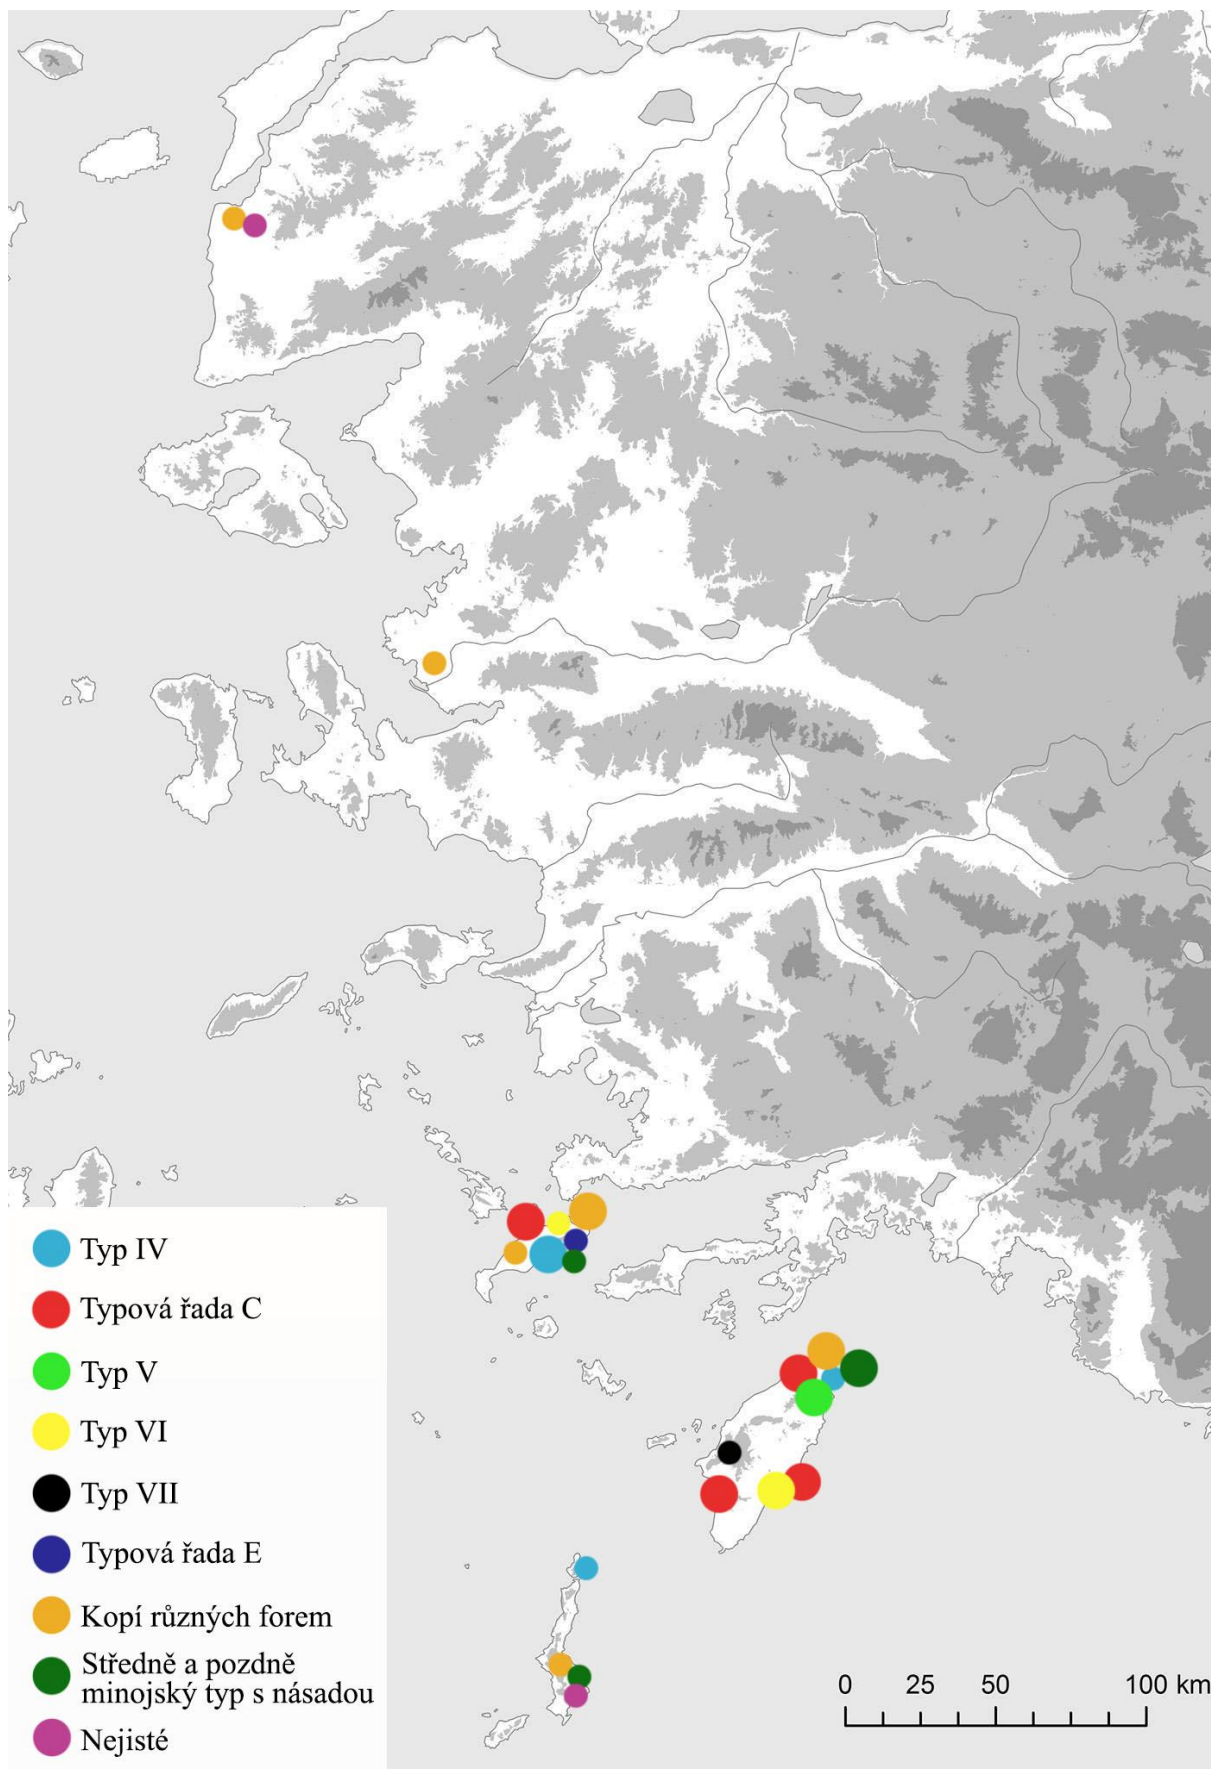 Typ IV
Typová řada C
Typ V
Typ VI
Typ VII
Typová řada E
Kopí různých forem
Středně a pozdně
minojský typ s násadou
Nejisté
0 25 50 100 km